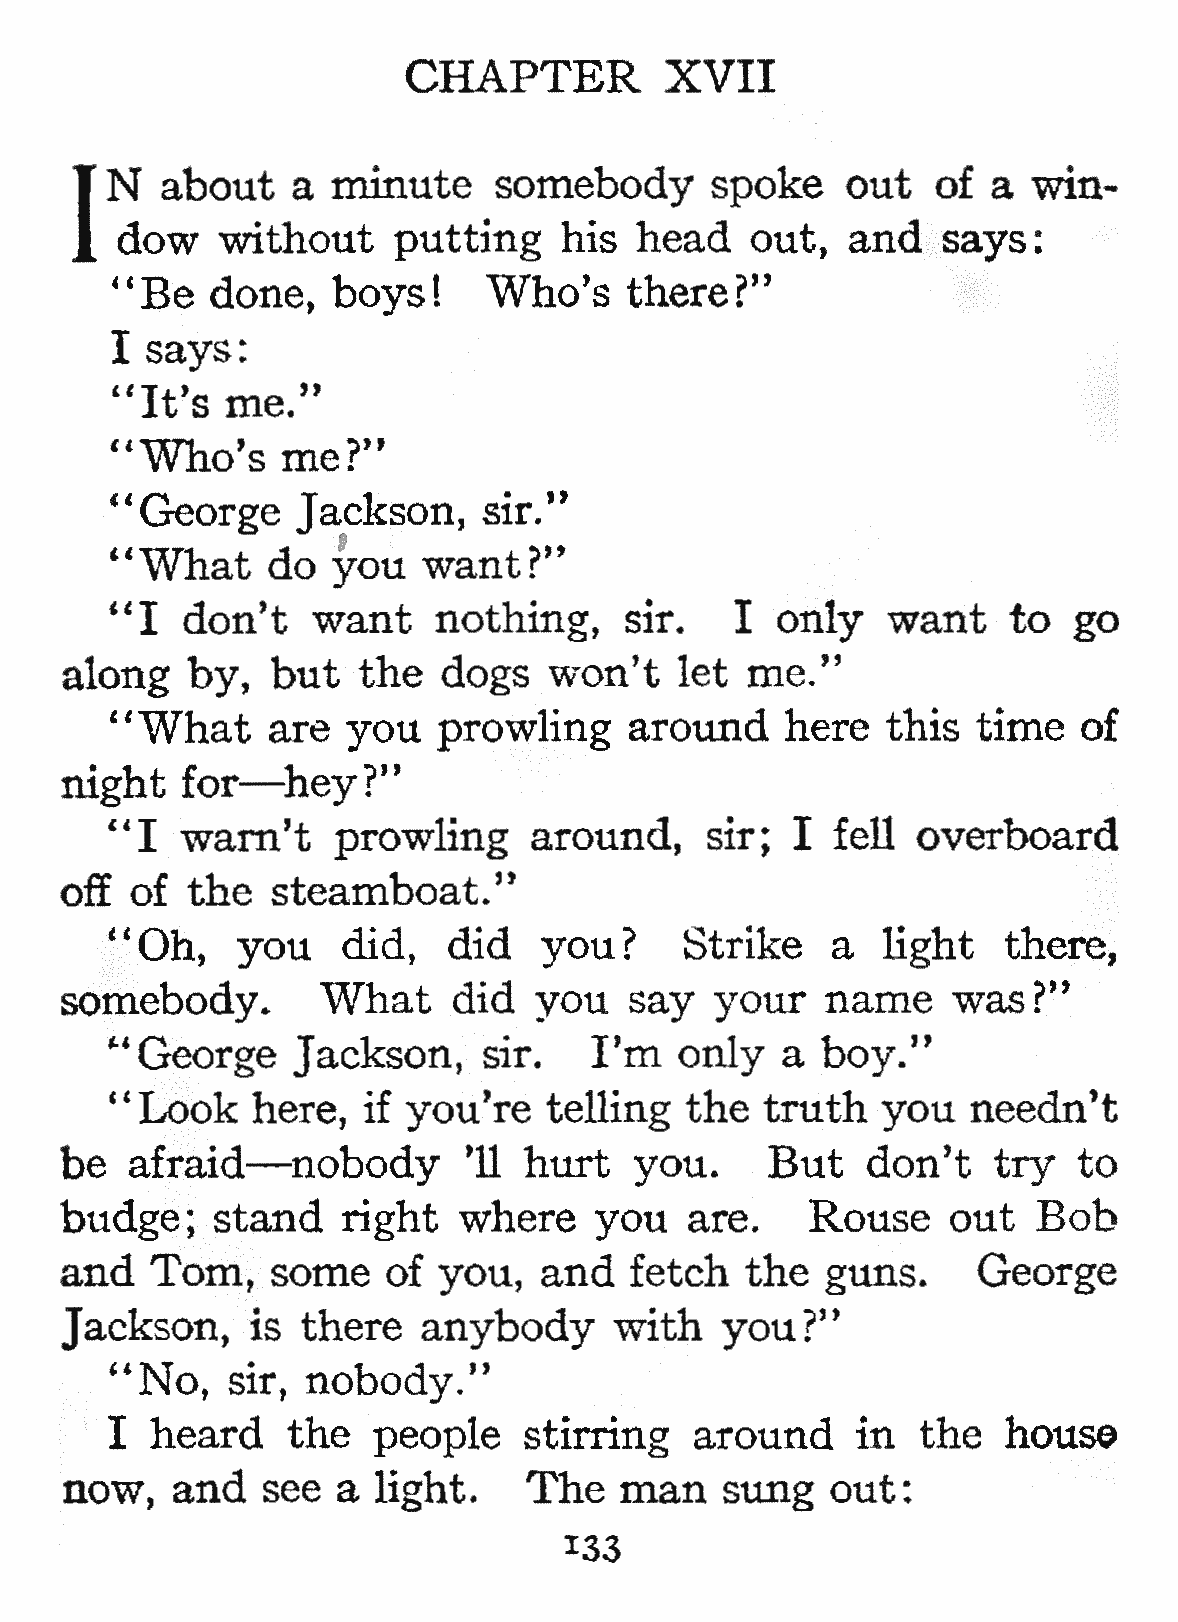 CHAPTER XVII
IN about a minute somebody spoke out of a win-
dow without putting his head out, and says:
"Be done, boys! Who's there?"
I says:
"It's me."
"Who's me?"
"George Jackson, sir."
"What do you want?"
"I don't want nothing, sir. I only want to go
along by, but the dogs won't let me."
"What are you prowling around here this time of
night for—hey?"
"I warn't prowling around, sir; I fell overboard
off of the steamboat."
"Oh, you did, did you? Strike a light there,
somebody. What did you say your name was?"
"George Jackson, sir. I'm only a boy."
"Look here, if you're telling the truth you needn't
be afraid—nobody 'll hurt you. But don't try to
budge; stand right where you are. Rouse out Bob
and Tom, some of you, and fetch the guns. George
Jackson, is there anybody with you?"
"No, sir, nobody."
I heard the people stirring around in the house
now, and see a light. The man sung out:
133